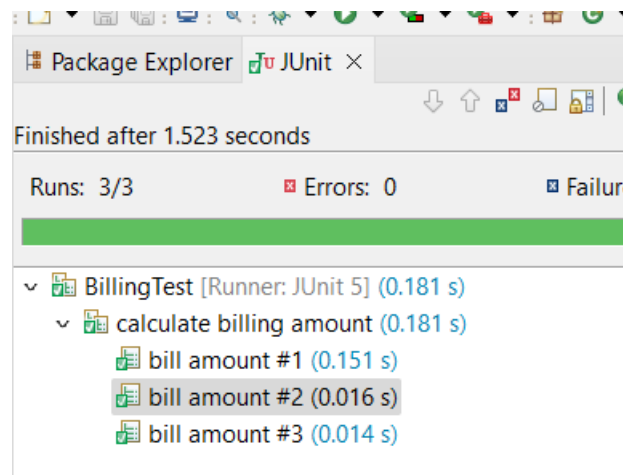 Package Explorer JUnit
Finished after 1.523 seconds
Runs: 3/3 Errors: 0 Failur
BillingTest [Runner: JUnit 5] (0.181 s)
calculate billing amount (0.181 s)
bill amount #1 (0.151 s)
bill amount #2 (0.016 s)
bill amount #3 (0.014 s)